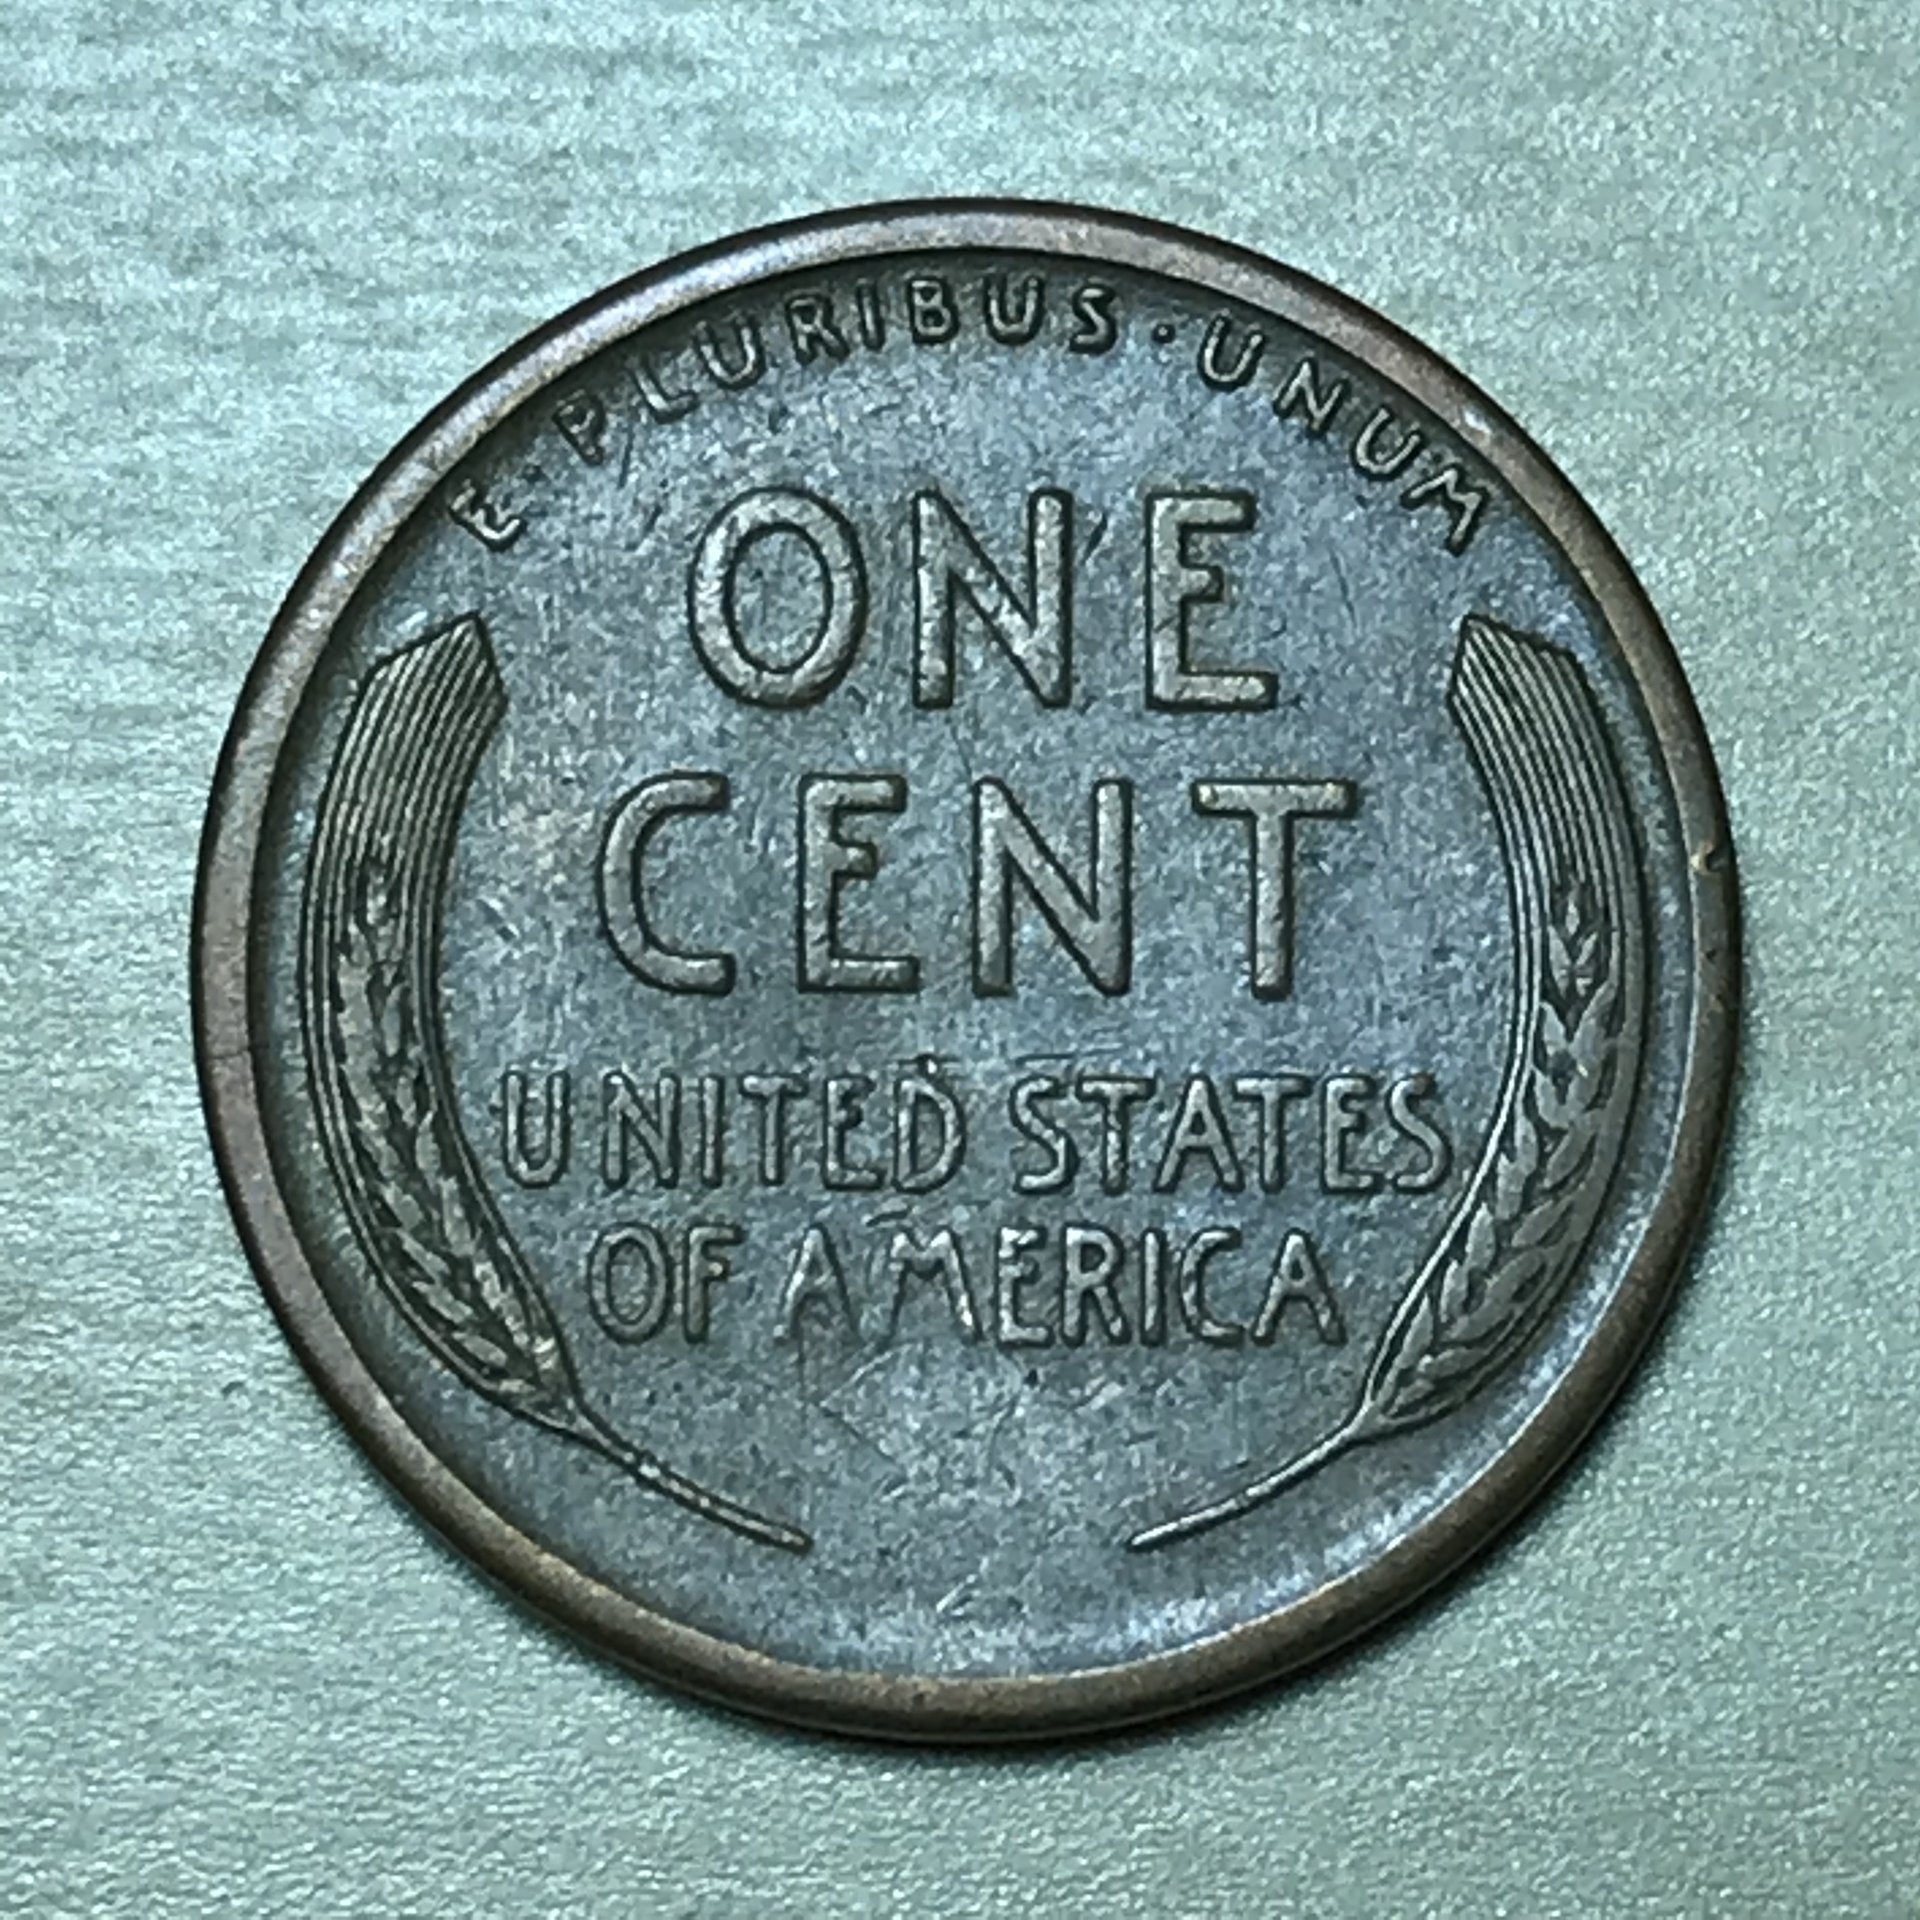 E·PLURIBUS·UNUM
ONE
CENT
UNITED STATES
OF AMERICA